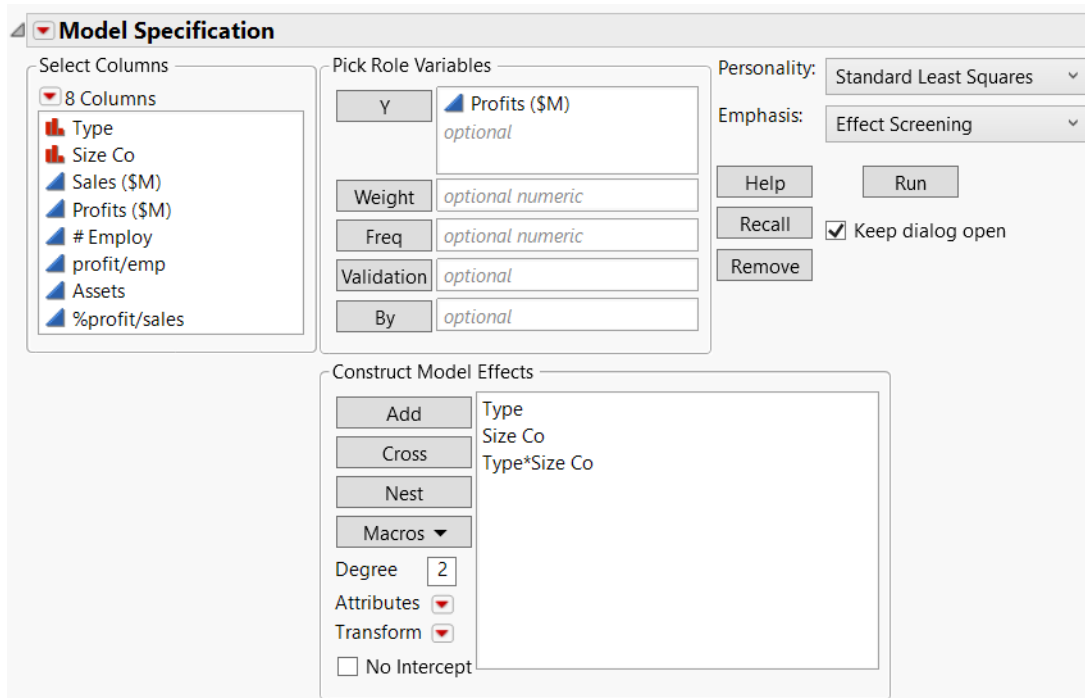 Model Specification
Select Columns
8 Columns
Type
Size Co
Sales ($M)
Profits ($M)
# Employ
profit/emp
Assets
%profit/sales
Pick Role Variables
Y
Profits ($M)
optional
Weight
optional numeric
Freq
optional numeric
Validation
optional
By
optional
Personality:
Standard Least Squares
Emphasis:
Effect Screening
Help
Run
Recall
Keep dialog open
Remove
Construct Model Effects
Add
Cross
Nest
Macros
Degree
2
Attributes
Transform
No Intercept
Type
Size Co
Type*Size Co